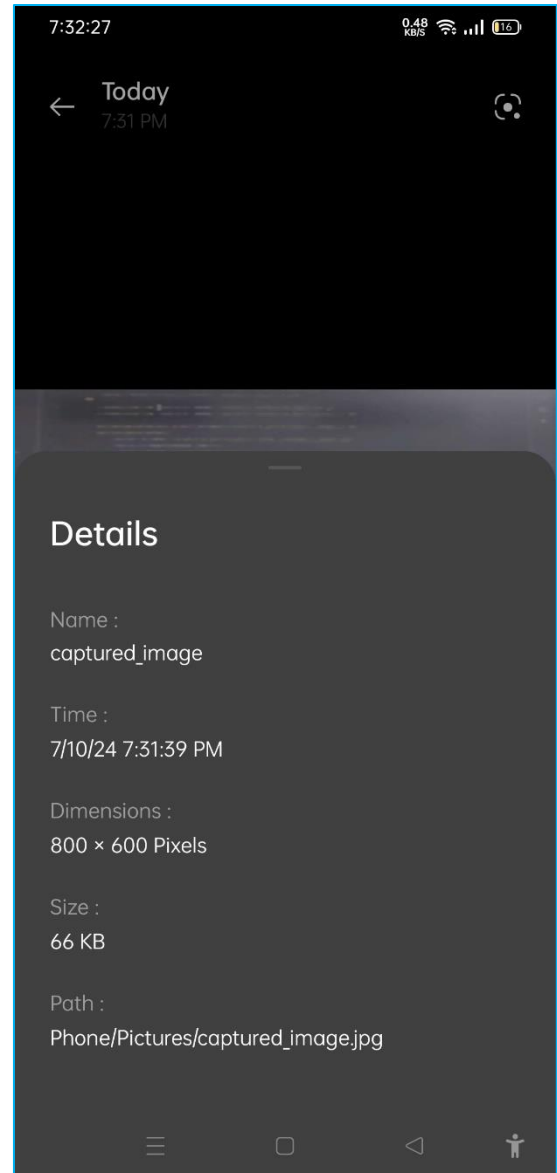 7:32:27 0.48 KB/S 16
Today
7:31 PM
Details
Name :
captured_image
Time :
7/10/24 7:31:39 PM
Dimensions :
800 × 600 Pixels
Size :
66 KB
Path :
Phone/Pictures/captured_image.jpg